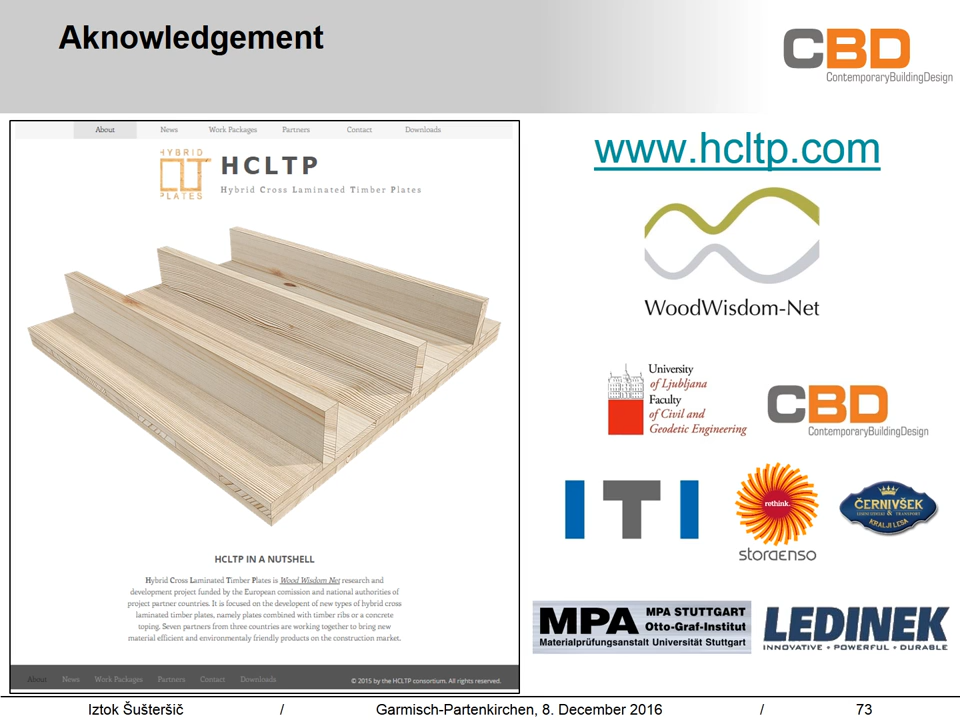 Aknowledgement
CBD
ContemporaryBuildingDesign
About News Work Packages Partners Contact Downloads
HYBRID
PLATES
HCLTP
Hybrid Cross Laminated Timber Plates
HCLTP IN A NUTSHELL
Hybrid Cross Laminated Timber Plates is Wood Wisdom Net research and
development project funded by the European comission and national authorities of
project partner countries. It is focused on the developent of new types of hybrid cross
laminated timber plates, namely plates combined with timber ribs or a concrete
toping. Seven partners from three countries are working together to bring new
material efficient and environmentaly friendly products on the construction market.
About News Work Packages Partners Contact Downloads
© 2015 by the HCLTP consortium. All rights reserved.
www.hcltp.com
WoodWisdom-Net
University
of Ljubljana
Faculty
of Civil and
Geodetic Engineering
CBD
ContemporaryBuildingDesign
ITI
rethink.
storaenso
ČERNIVŠEK
& TRANSPORT
KRALJI LESA
MPA
MPA STUTTGART
Otto-Graf-Institut
Materialprüfungsanstalt Universität Stuttgart
LEDINEK
INNOVATIVE • POWERFUL • DURABLE
Iztok Šušteršič / Garmisch-Partenkirchen, 8. December 2016 / 73